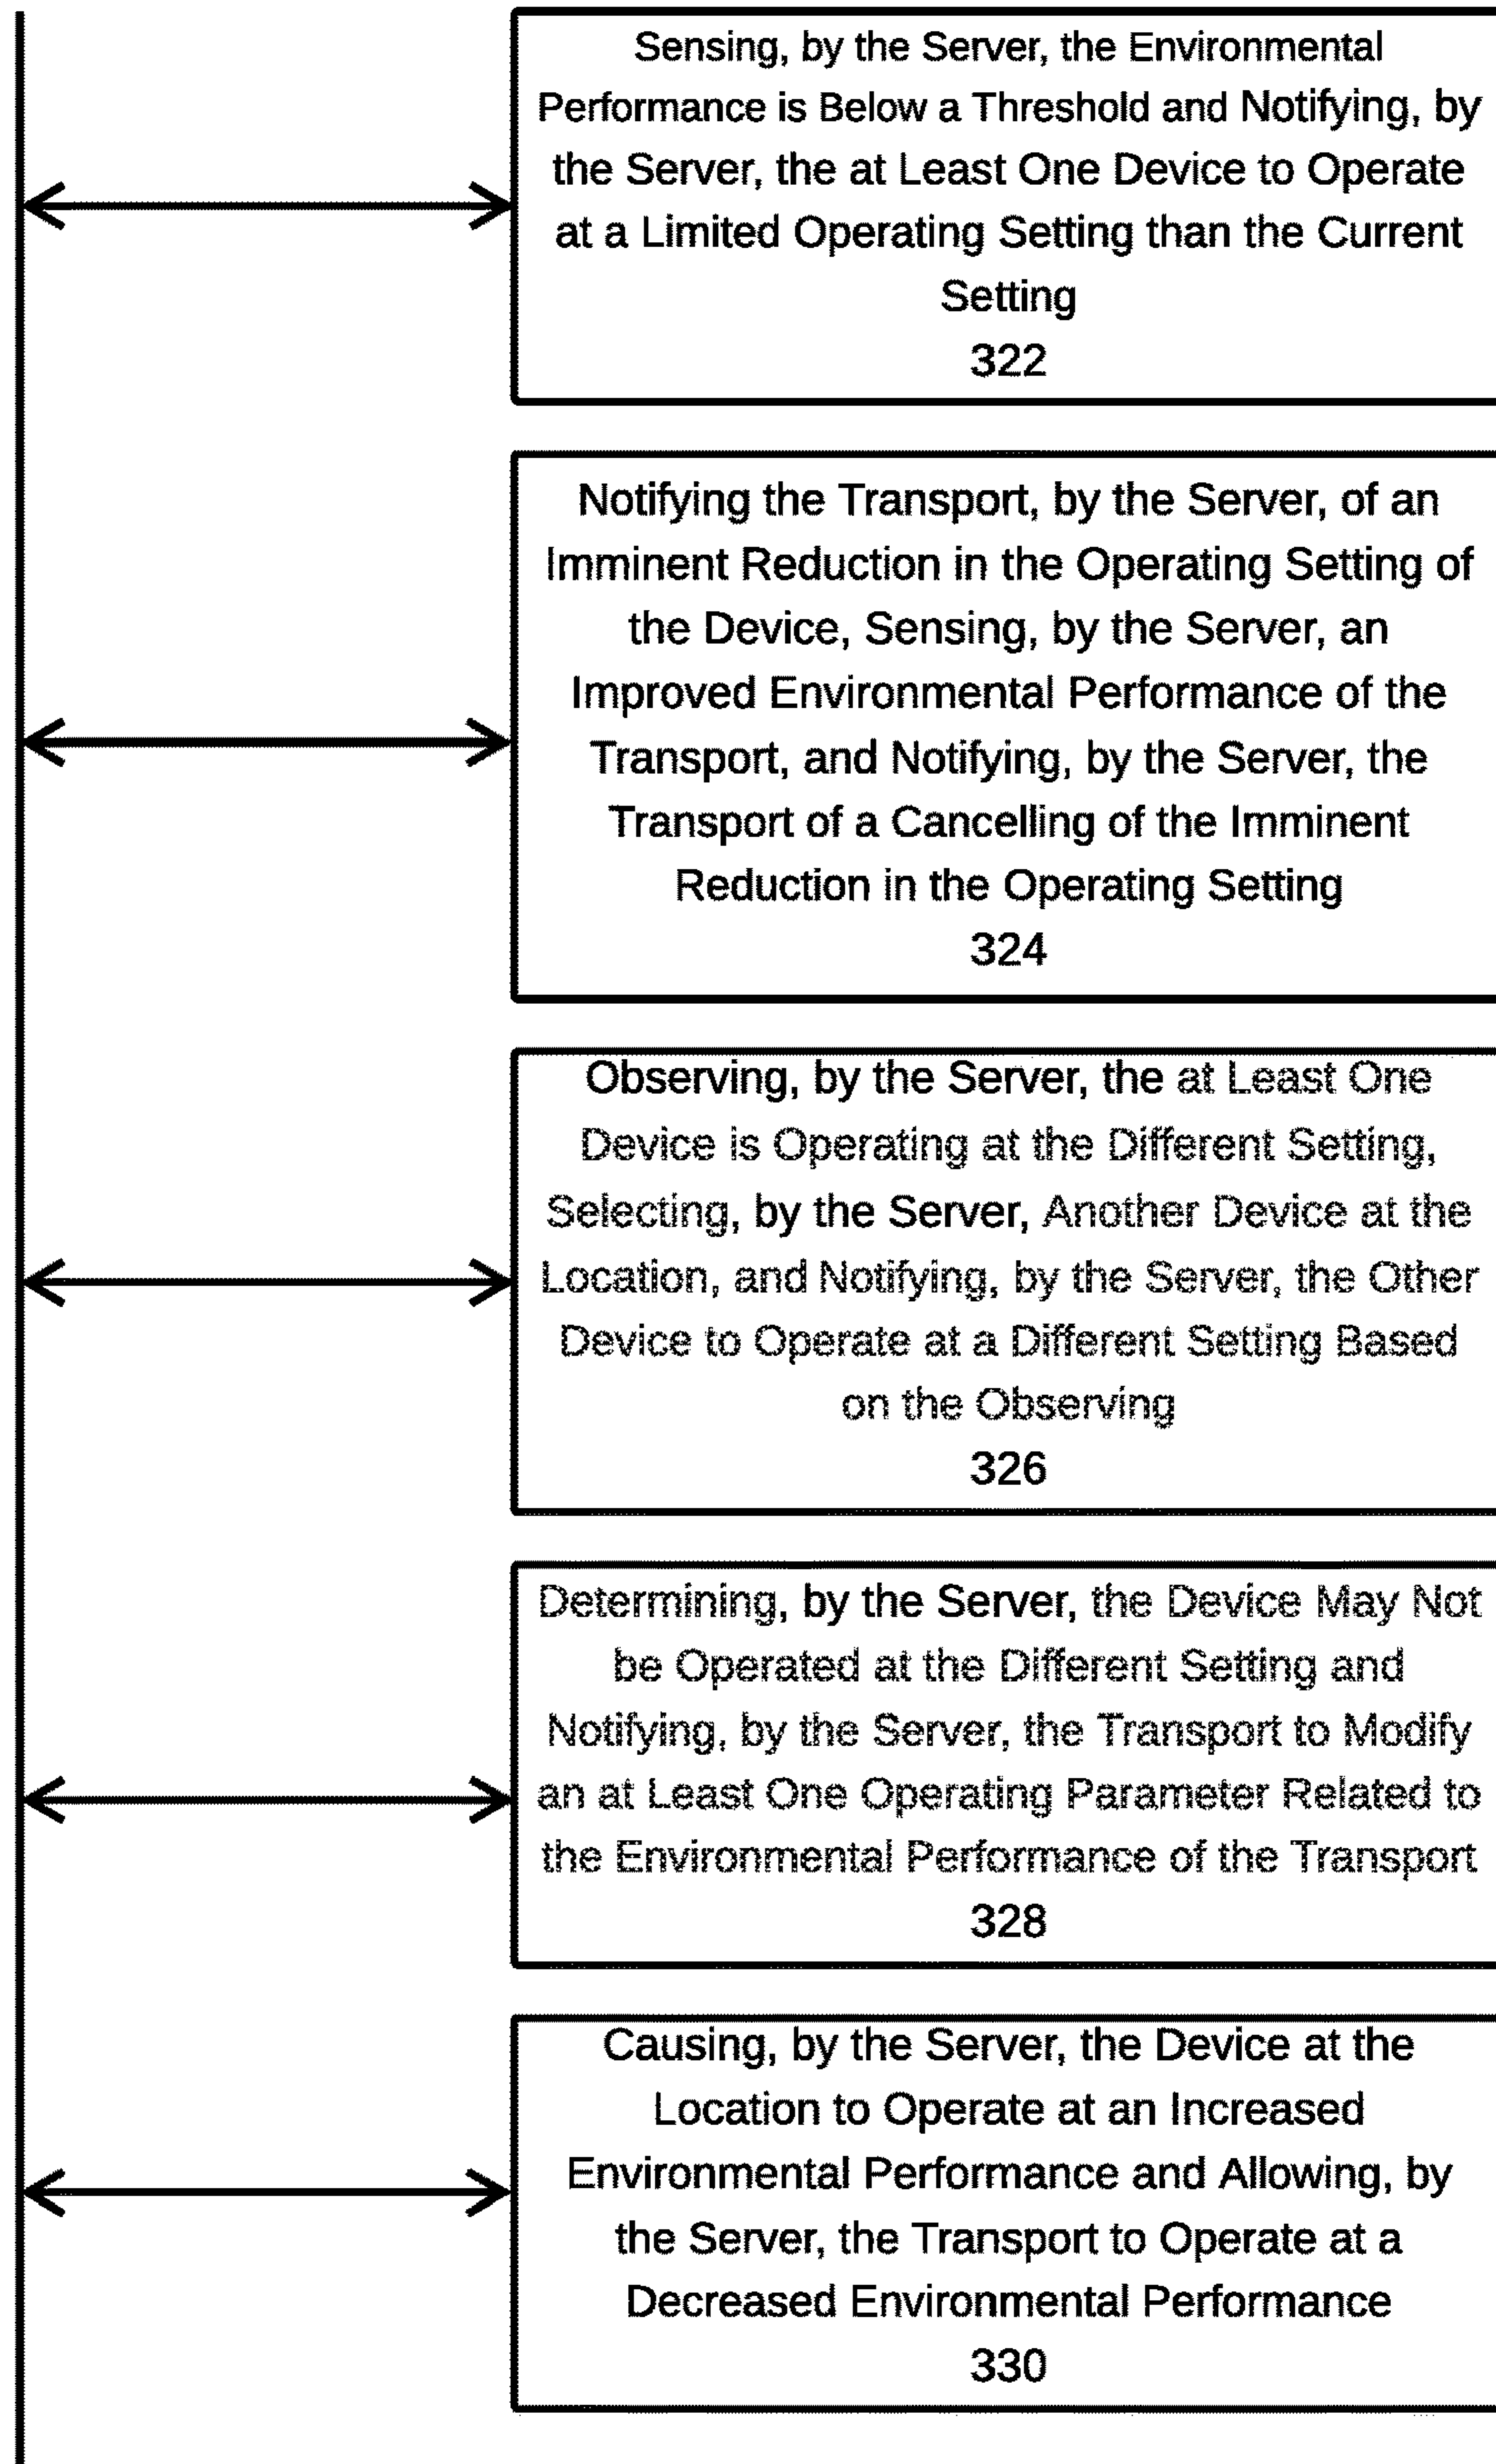 Sensing, by the Server, the Environmental
Performance is Below a Threshold and Notifying, by
the Server, the at Least One Device to Operate
at a Limited Operating Setting than the Current
Setting
322
Notifying the Transport, by the Server, of an
Imminent Reduction in the Operating Setting of
the Device, Sensing, by the Server, an
Improved Environmental Performance of the
Transport, and Notifying, by the Server, the
Transport of a Cancelling of the Imminent
Reduction in the Operating Setting
324
Observing, by the Server, the at Least One
Device is Operating at the Different Setting,
Selecting, by the Server, Another Device at the
Location, and Notifying, by the Server, the Other
Device to Operate at a Different Setting Based
on the Observing
326
Determining, by the Server, the Device May Not
be Operated at the Different Setting and
Notifying, by the Server, the Transport to Modify
an at Least One Operating Parameter Related to
the Environmental Performance of the Transport
328
Causing, by the Server, the Device at the
Location to Operate at an Increased
Environmental Performance and Allowing, by
the Server, the Transport to Operate at a
Decreased Environmental Performance
330